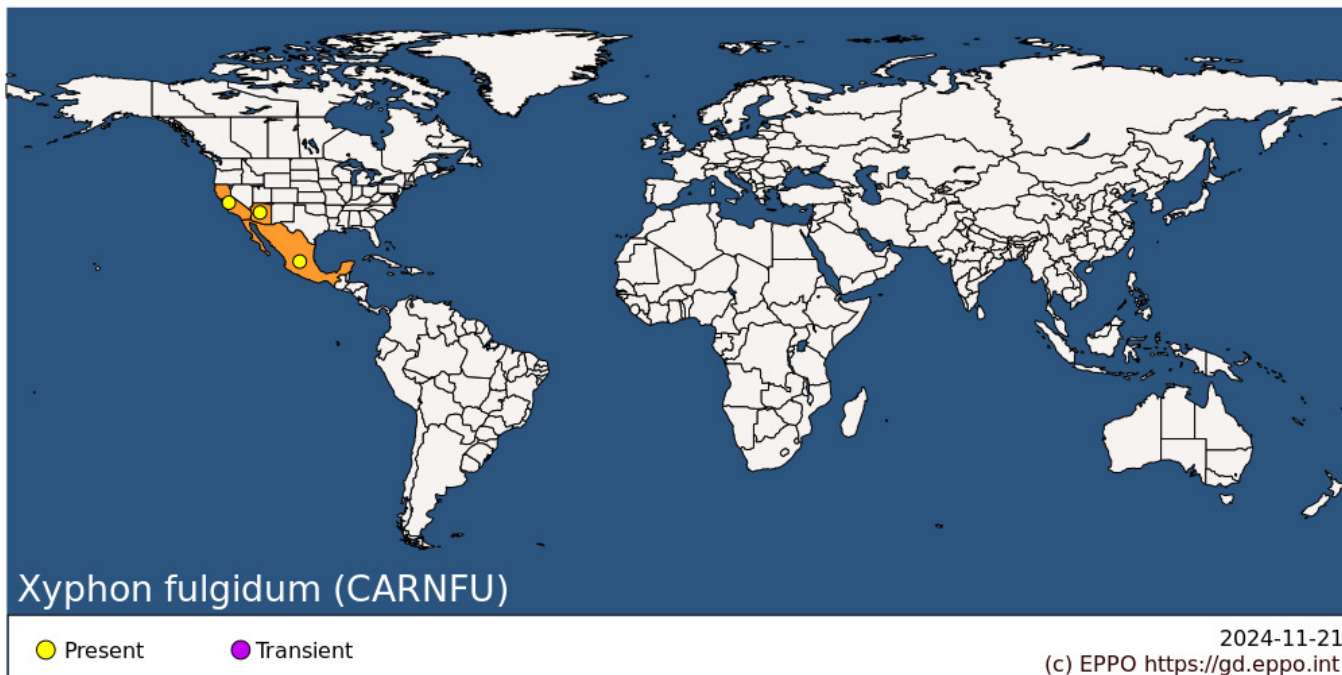 Xyphon fulgidum (CARNFU)
Present
Transient
2024-11-21
(c) EPPO https://gd.eppo.int